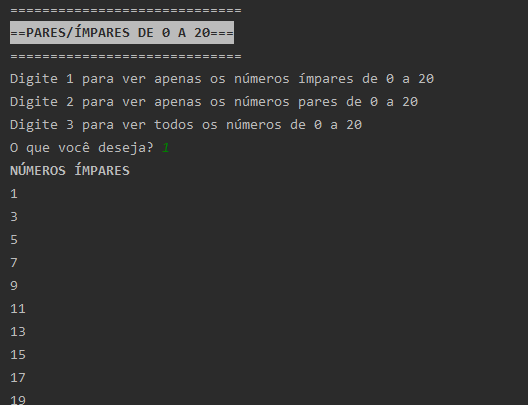 =============================
==PARES/ÍMPARES DE 0 A 20===
=============================
Digite 1 para ver apenas os números ímpares de 0 a 20
Digite 2 para ver apenas os números pares de 0 a 20
Digite 3 para ver todos os números de 0 a 20
O que você deseja? 1
NÚMEROS ÍMPARES
1
3
5
7
9
11
13
15
17
19